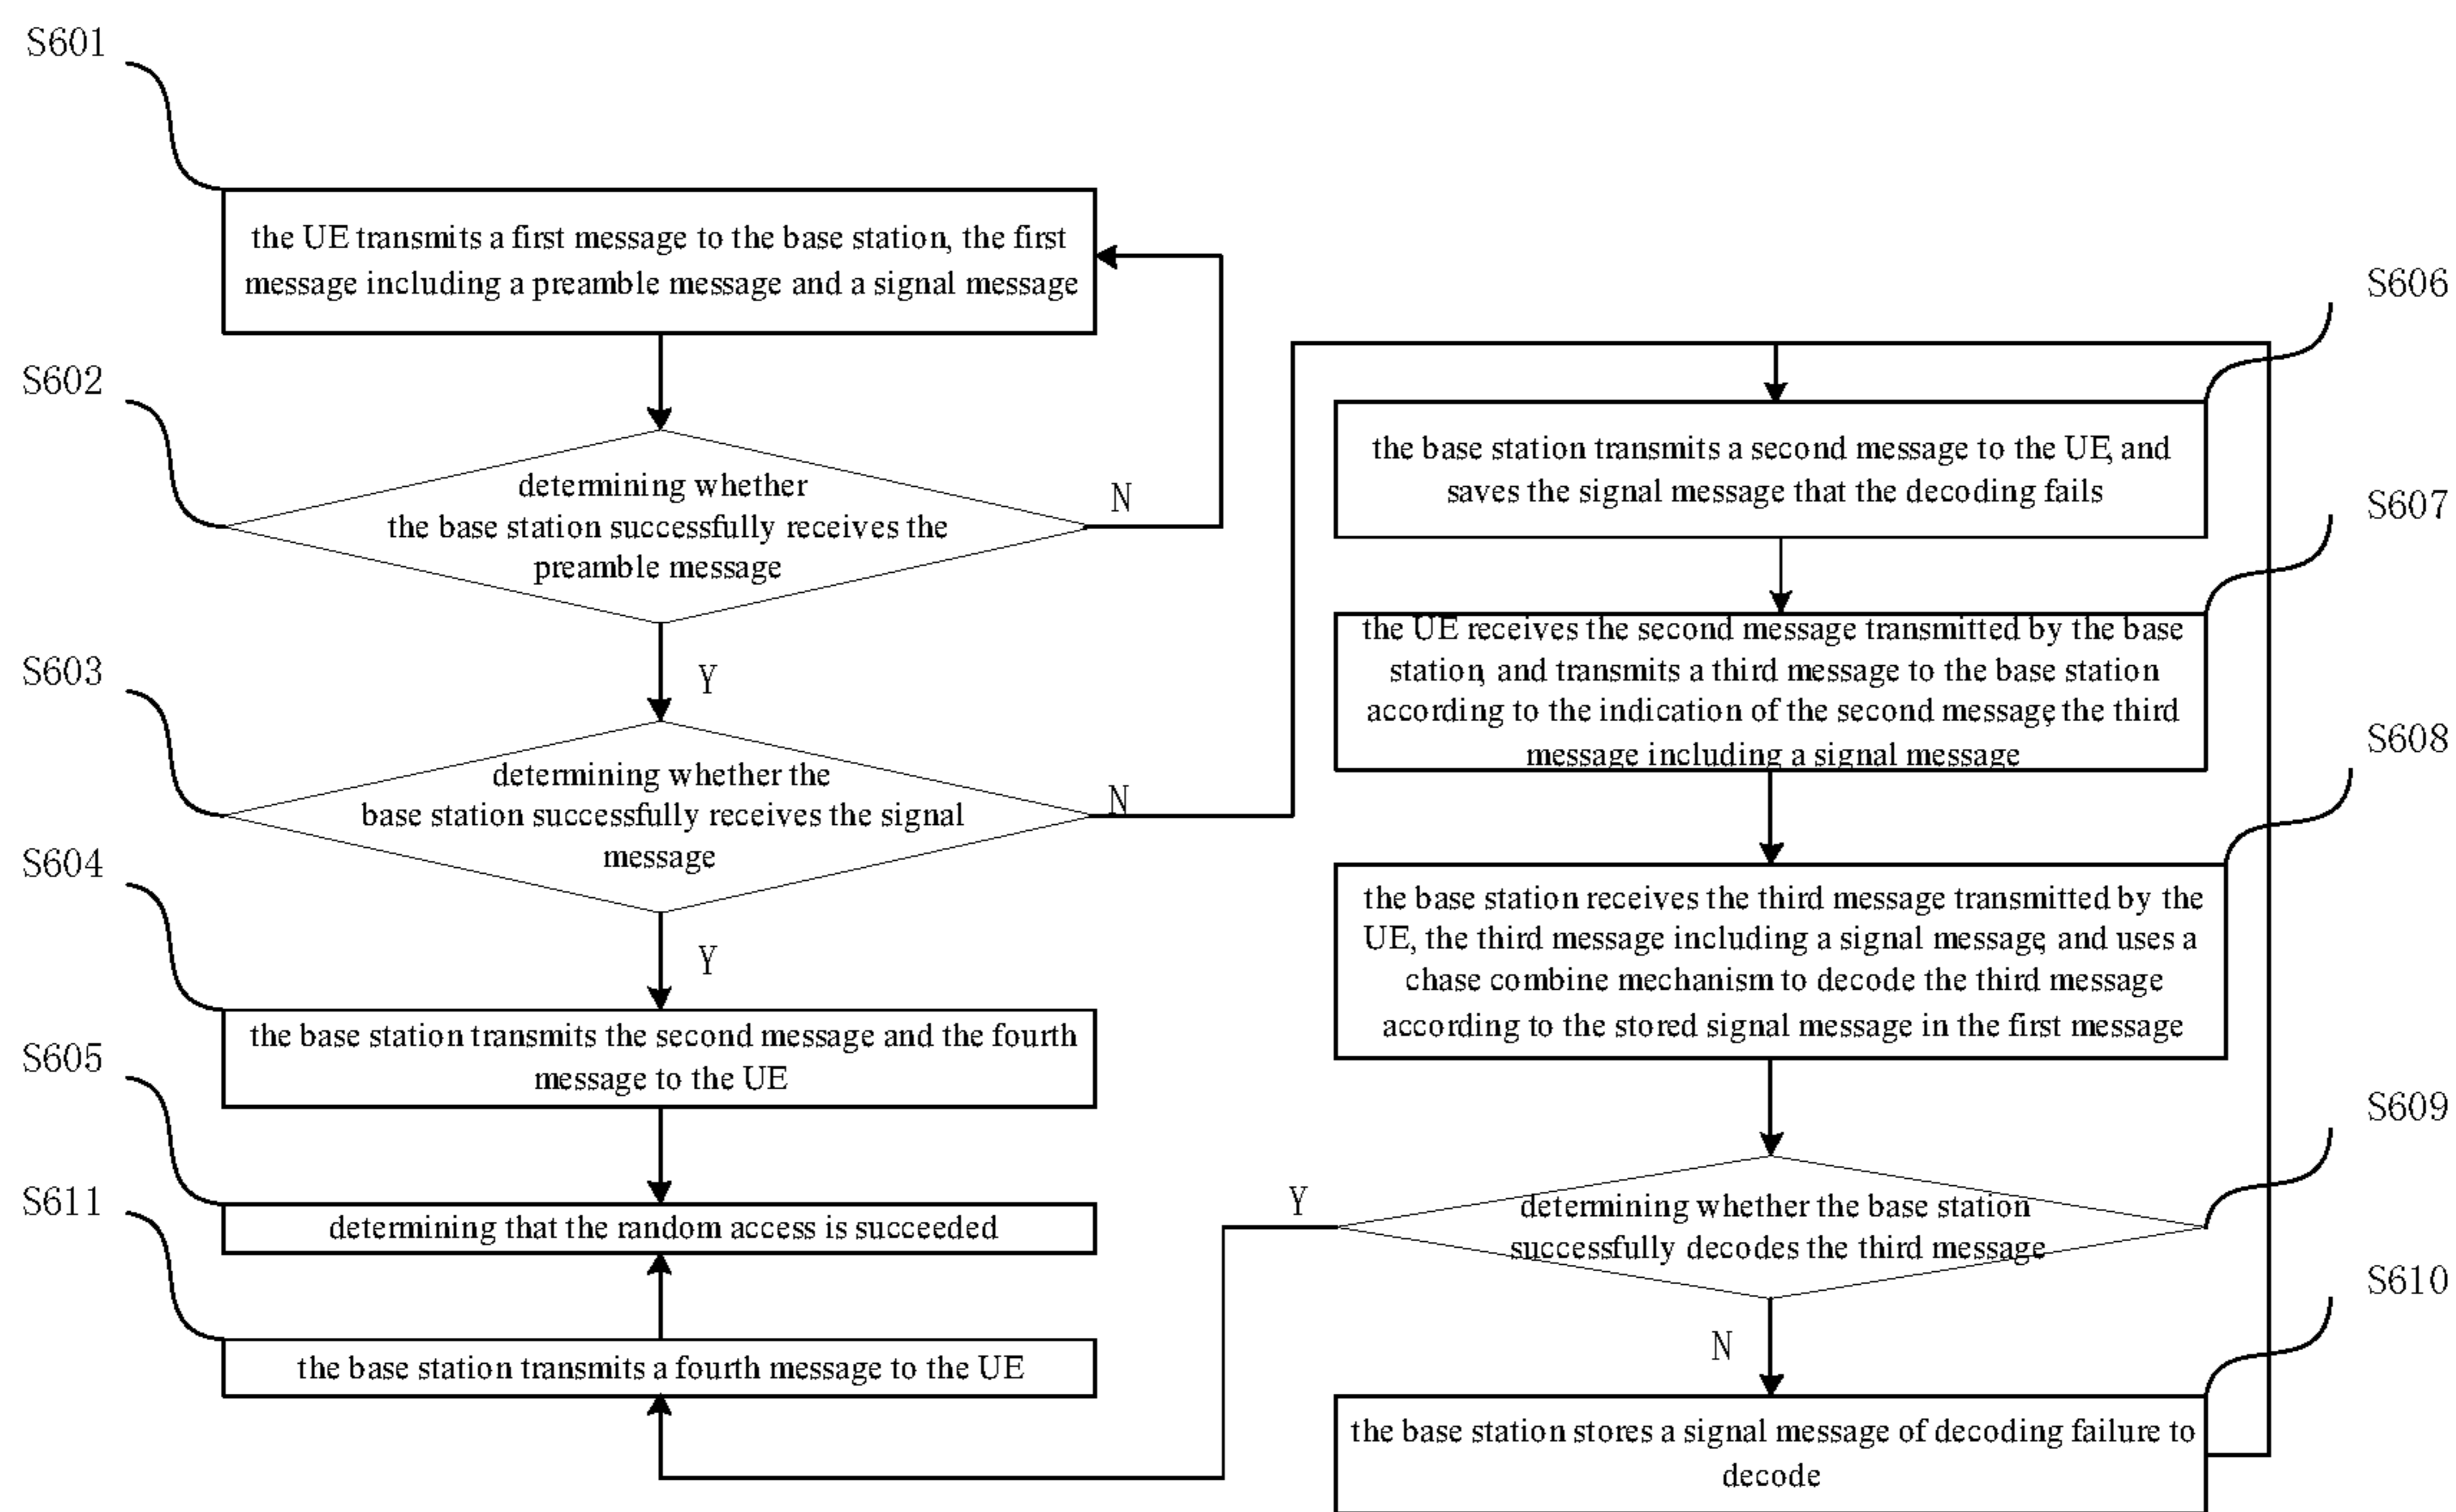 S601
the UE transmits a first message to the base station, the first
message including a preamble message and a signal message
S602
determining whether
the base station successfully receives the
preamble message
N
Y
S603
determining whether the
base station successfully receives the signal
message
N
Y
S604
the base station transmits the second message and the fourth
message to the UE
S605
determining that the random access is succeeded
S611
the base station transmits a fourth message to the UE
S606
the base station transmits a second message to the UE, and
saves the signal message that the decoding fails
S607
the UE receives the second message transmitted by the base
station, and transmits a third message to the base station
according to the indication of the second message, the third
message including a signal message
S608
the base station receives the third message transmitted by the
UE, the third message including a signal message, and uses a
chase combine mechanism to decode the third message
according to the stored signal message in the first message
S609
Y
determining whether the base station
successfully decodes the third message
N
S610
the base station stores a signal message of decoding failure to
decode